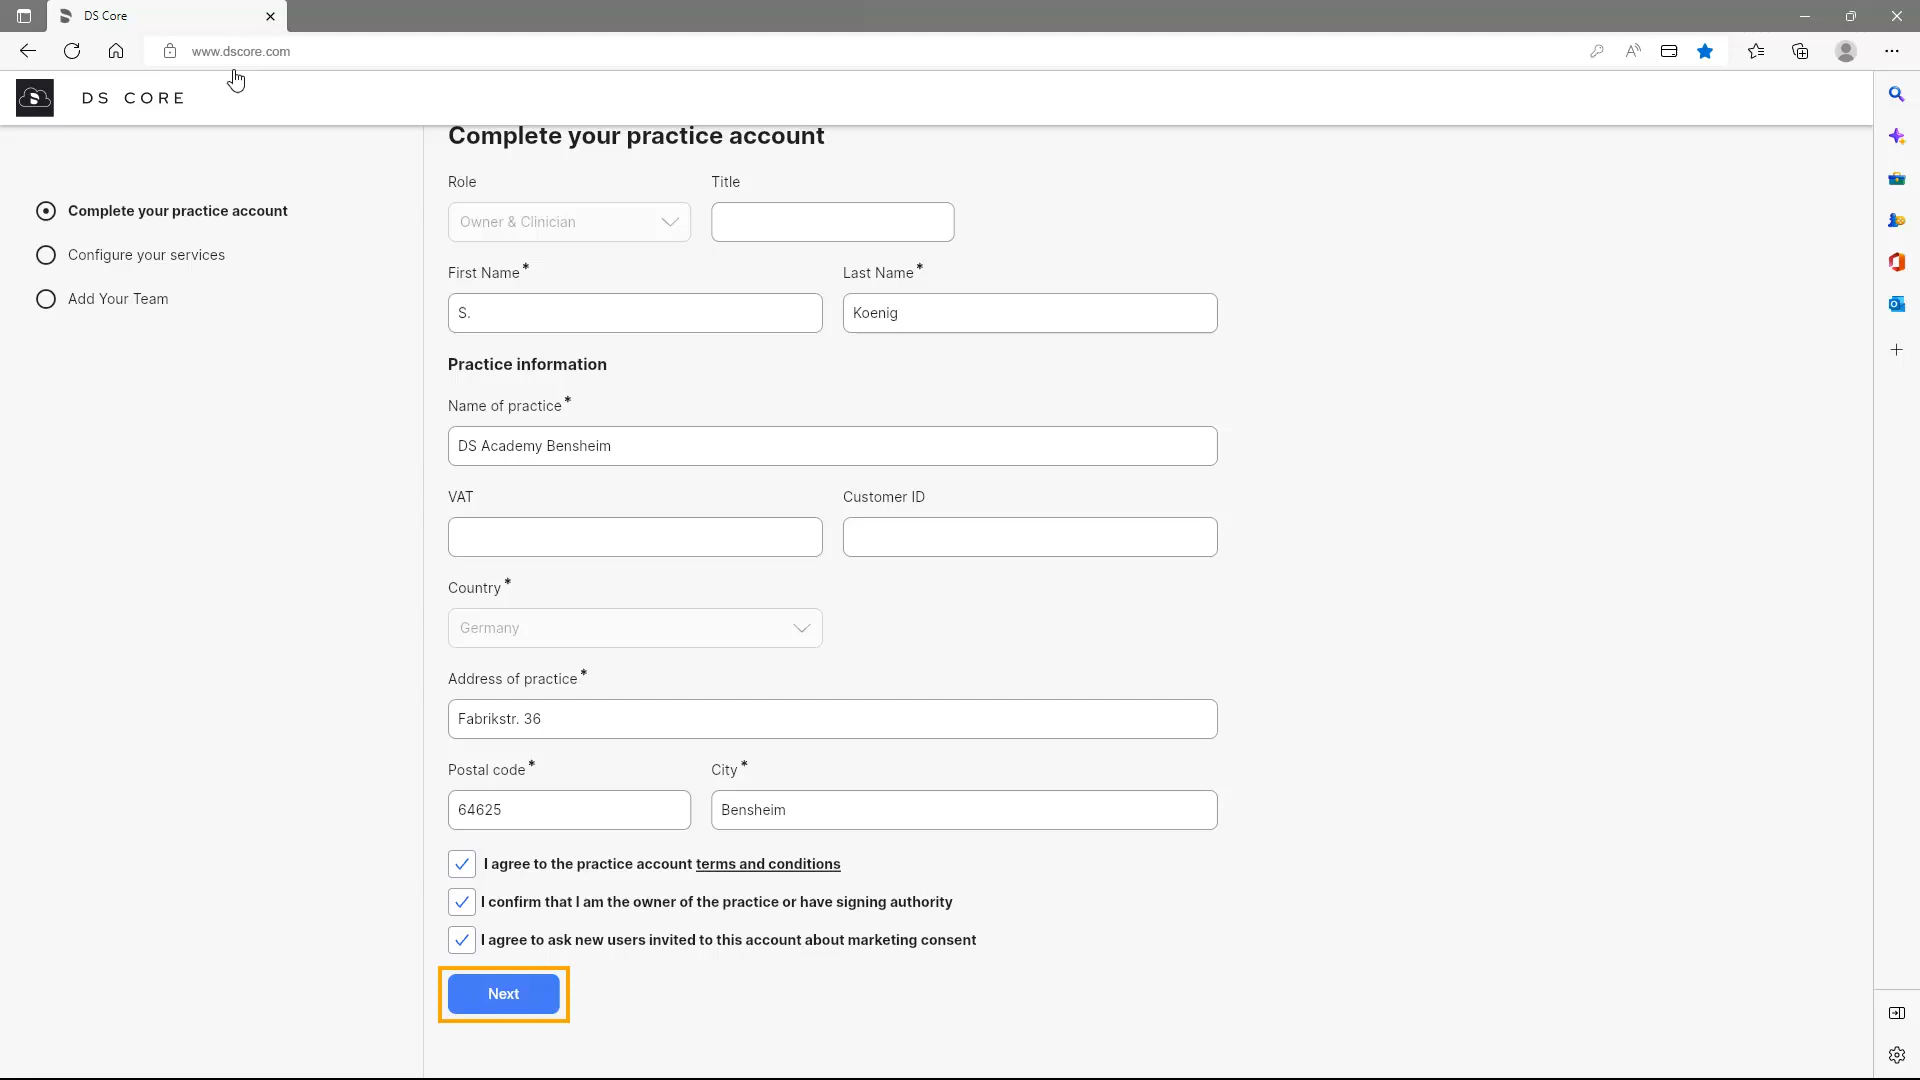 DS Core
www.dscore.com
DS CORE
Complete your practice account
Configure your services
Add Your Team
Complete your practice account
Role
Title
Owner & Clinician
First Name*
Last Name*
S.
Koenig
Practice information
Name of practice*
DS Academy Bensheim
VAT
Customer ID
Country*
Germany
Address of practice*
Fabrikstr. 36
Postal code*
City*
64625
Bensheim
I agree to the practice account terms and conditions
I confirm that I am the owner of the practice or have signing authority
I agree to ask new users invited to this account about marketing consent
Next